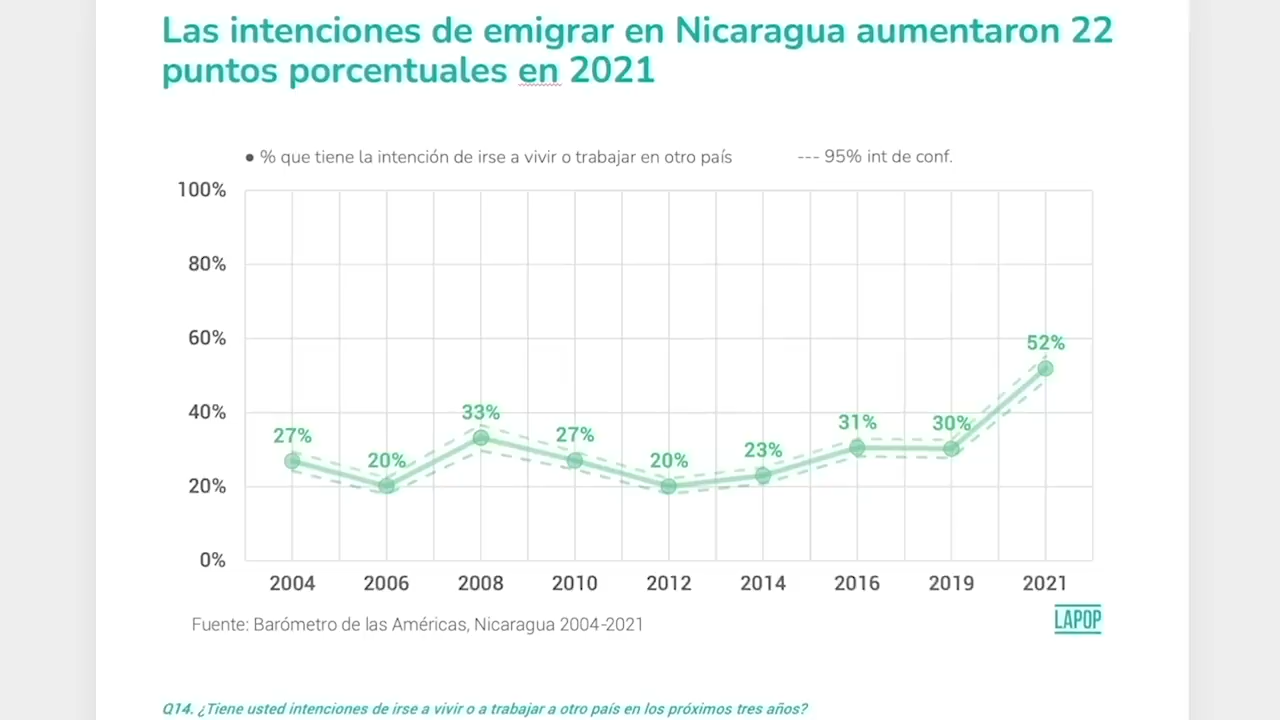 Las intenciones de emigrar en Nicaragua aumentaron 22
puntos porcentuales en 2021
● % que tiene la intención de irse a vivir o trabajar en otro país
--- 95% int de conf.
100%
80%
60%
40%
20%
0%
27%
20%
33%
27%
20%
23%
31%
30%
52%
2004 2006 2008 2010 2012 2014 2016 2019 2021
Fuente: Barómetro de las Américas, Nicaragua 2004-2021
LAPOP
Q14. ¿Tiene usted intenciones de irse a vivir o a trabajar a otro país en los próximos tres años?